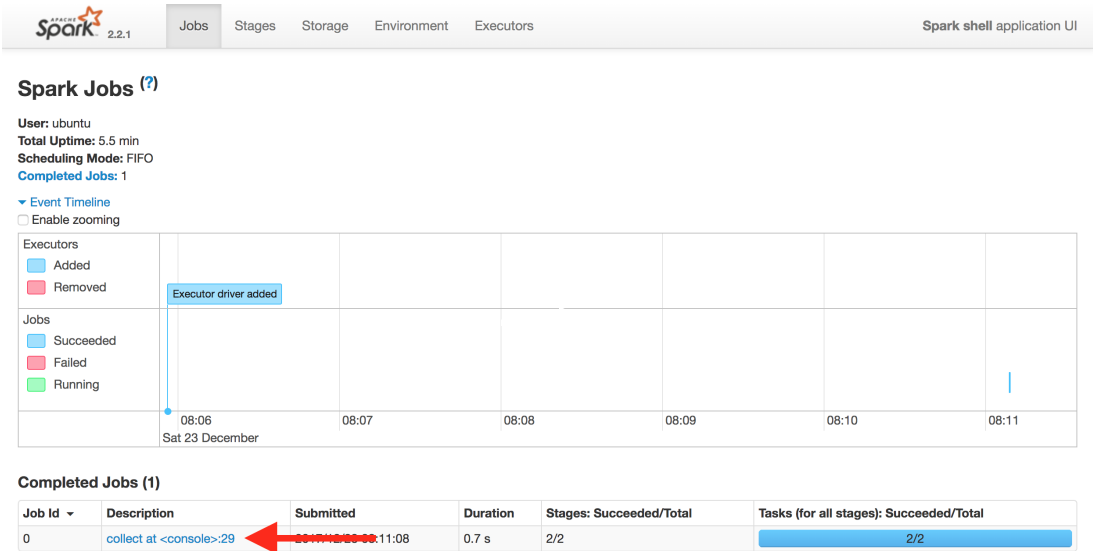 APACHE
Spark 2.2.1 Jobs Stages Storage Environment Executors Spark shell application UI
Spark Jobs (?)
User: ubuntu
Total Uptime: 5.5 min
Scheduling Mode: FIFO
Completed Jobs: 1
Event Timeline
Enable zooming
Executors
Added
Removed
Executor driver added
Jobs
Succeeded
Failed
Running
08:06 08:07 08:08 08:09 08:10 08:11
Sat 23 December
Completed Jobs (1)
Job Id Description Submitted Duration Stages: Succeeded/Total Tasks (for all stages): Succeeded/Total
0 collect at <console>:29 :11:08 0.7 s 2/2 2/2